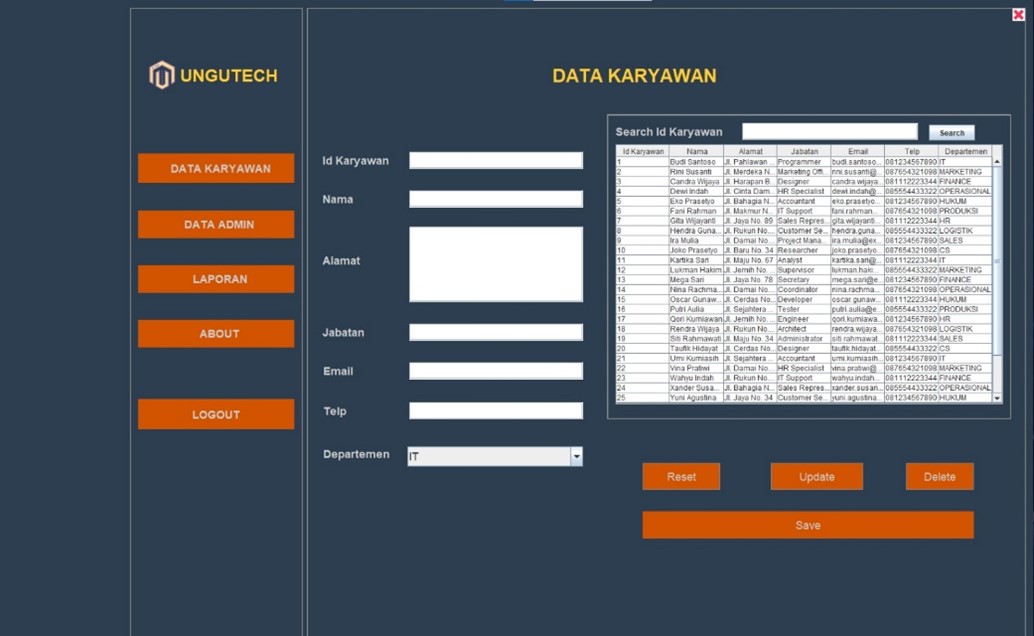 UNGUTECH
DATA KARYAWAN
DATA ADMIN
LAPORAN
ABOUT
LOGOUT
DATA KARYAWAN
Id Karyawan
Nama
Alamat
Jabatan
Email
Telp
Departemen IT
Search Id Karyawan Search
Id Karyawan Nama Alamat Jabatan Email Telp Departemen
1 Budi Santoso Jl. Pahlawan ... Programmer budi.santoso... 081234567890 IT
2 Rini Susanti Jl. Merdeka N... Marketing Offi... rini.susanti@... 087654321098 MARKETING
3 Candra Wijaya Jl. Harapan B... Designer candra.wijaya... 081112223344 FINANCE
4 Dewi Indah Jl. Cinta Dam... HR Specialist dewi.indah@... 085554433322 OPERASIONAL
5 Eko Prasetyo Jl. Bahagia N... Accountant eko.prasetyo... 081234567890 HUKUM
6 Fani Rahman Jl. Makmur N... IT Support fani.rahman... 087654321098 PRODUKSI
7 Gita Wijayanti Jl. Jaya No. 89 Sales Repres... gita.wijayanti... 081112223344 HR
8 Hendra Guna... Jl. Rukun No... Customer Se... hendra.guna... 085554433322 LOGISTIK
9 Ira Mulia Jl. Damai No... Project Mana... ira.mulia@ex... 081234567890 SALES
10 Joko Prasetyo Jl. Baru No. 34 Researcher joko.prasetyo... 087654321098 CS
11 Kartika Sari Jl. Maju No. 67 Analyst kartika.sari@... 081112223344 IT
12 Lukman Hakim Jl. Jernih No. ... Supervisor lukman.haki... 085554433322 MARKETING
13 Mega Sari Jl. Jaya No. 78 Secretary mega.sari@e... 081234567890 FINANCE
14 Nina Rachma... Jl. Damai No... Coordinator nina.rachma... 087654321098 OPERASIONAL
15 Oscar Gunaw... Jl. Cerdas No... Developer oscar.gunaw... 081112223344 HUKUM
16 Putri Aulia Jl. Sejahtera ... Tester putri.aulia@e... 085554433322 PRODUKSI
17 Qori Kurniawan Jl. Jernih No. ... Engineer qori.kurniawa... 081234567890 HR
18 Rendra Wijaya Jl. Rukun No... Architect rendra.wijaya... 087654321098 LOGISTIK
19 Siti Rahmawati Jl. Maju No. 34 Administrator siti.rahmawat... 081112223344 SALES
20 Taufik Hidayat Jl. Cerdas No... Designer taufik.hidayat... 085554433322 CS
21 Umi Kurniasih Jl. Sejahtera ... Accountant umi.kurniasih... 081234567890 IT
22 Vina Pratiwi Jl. Damai No... HR Specialist vina.pratiwi@... 087654321098 MARKETING
23 Wahyu Indah Jl. Rukun No... IT Support wahyu.indah... 081112223344 FINANCE
24 Xander Susa... Jl. Bahagia N... Sales Repres... xander.susan... 085554433322 OPERASIONAL
25 Yuni Agustina Jl. Jaya No. 34 Customer Se... yuni.agustina... 081234567890 HUKUM
Reset Update Delete
Save